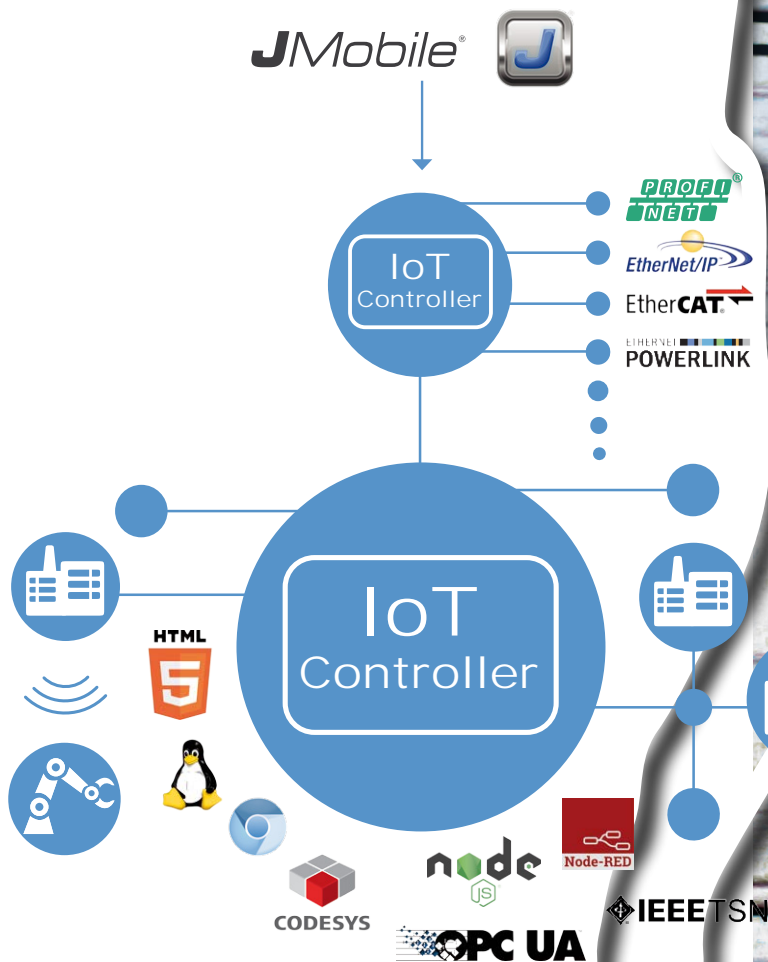 JMobile®
J
PROFI®
NET
IoT
Controller
EtherNet/IP
EtherCAT®
ETHERNET
POWERLINK
IoT
Controller
HTML
5
node
JS
Node-RED
CODESYS
IEEETSN
OPC UA